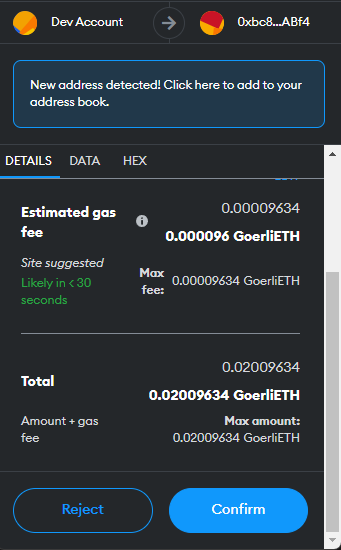 Dev Account 0xbc8...ABf4
New address detected! Click here to add to your
address book.
DETAILS DATA HEX
Estimated gas
fee
0.00009634
0.000096 GoerliETH
Site suggested
Likely in < 30
seconds
Max
fee:
0.00009634 GoerliETH
Total
0.02009634
0.02009634 GoerliETH
Amount + gas
fee
Max amount:
0.02009634 GoerliETH
Reject Confirm